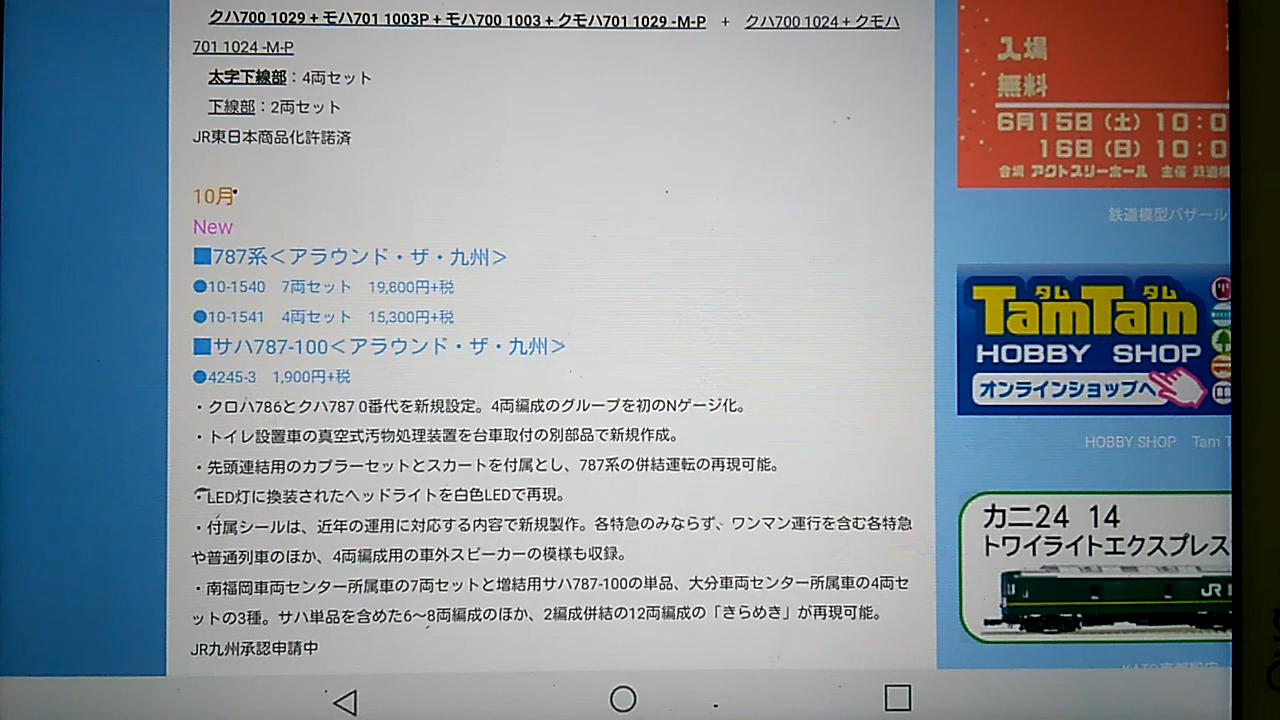 クハ700 1029 + モハ701 1003P + モハ700 1003 + クモハ701 1029 -M-P + クハ700 1024 + クモハ
701 1024 -M-P
太字下線部：4両セット
下線部：2両セット
JR東日本商品化許諾済
10月
New
■787系＜アラウンド・ザ・九州＞
●10-1540 7両セット 19,800円+税
●10-1541 4両セット 15,300円+税
■サハ787-100＜アラウンド・ザ・九州＞
●4245-3 1,900円+税
・クロハ786とクハ787 0番代を新規設定。4両編成のグループを初のNゲージ化。
・トイレ設置車の真空式汚物処理装置を台車取付の別部品で新規作成。
・先頭連結用のカプラーセットとスカートを付属とし、787系の併結運転の再現可能。
・LED灯に換装されたヘッドライトを白色LEDで再現。
・付属シールは、近年の運用に対応する内容で新規製作。各特急のみならず、ワンマン運行を含む各特急
や普通列車のほか、4両編成用の車外スピーカーの模様も収録。
・南福岡車両センター所属車の7両セットと増結用サハ787-100の単品、大分車両センター所属車の4両セ
ットの3種。サハ単品を含めた6〜8両編成のほか、2編成併結の12両編成の「きらめき」が再現可能。
JR九州承認申請中
入場
無料
6月15日（土）10：0
16日（日）10：0
会場 アクトスリーホール 主催 鉄道模
鉄道模型バザール
タム タム
TamTam
HOBBY SHOP
オンラインショップへ
HOBBY SHOP Tam T
カニ24 14
トワイライトエクスプレス
JR